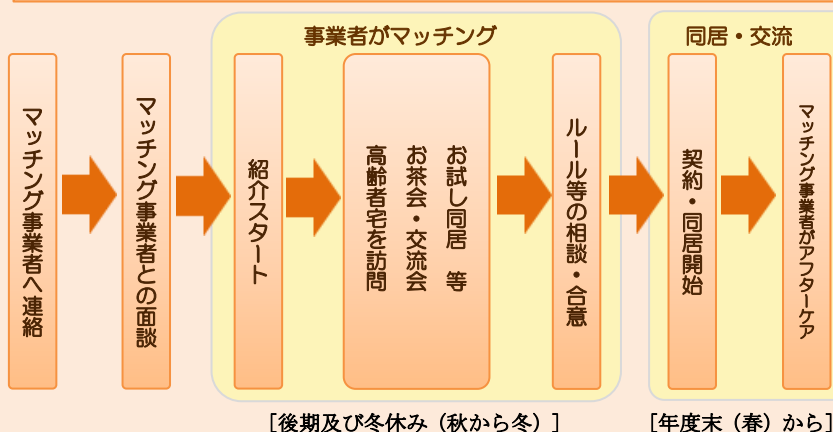 事業者がマッチング
同居・交流
マッチング事業者へ連絡
マッチング事業者との面談
紹介スタート
お試し同居　等
お茶会・交流会
高齢者宅を訪問
ルール等の相談・合意
契約・同居開始
マッチング事業者がアフターケア
［後期及び冬休み（秋から冬）］
［年度末（春）から］